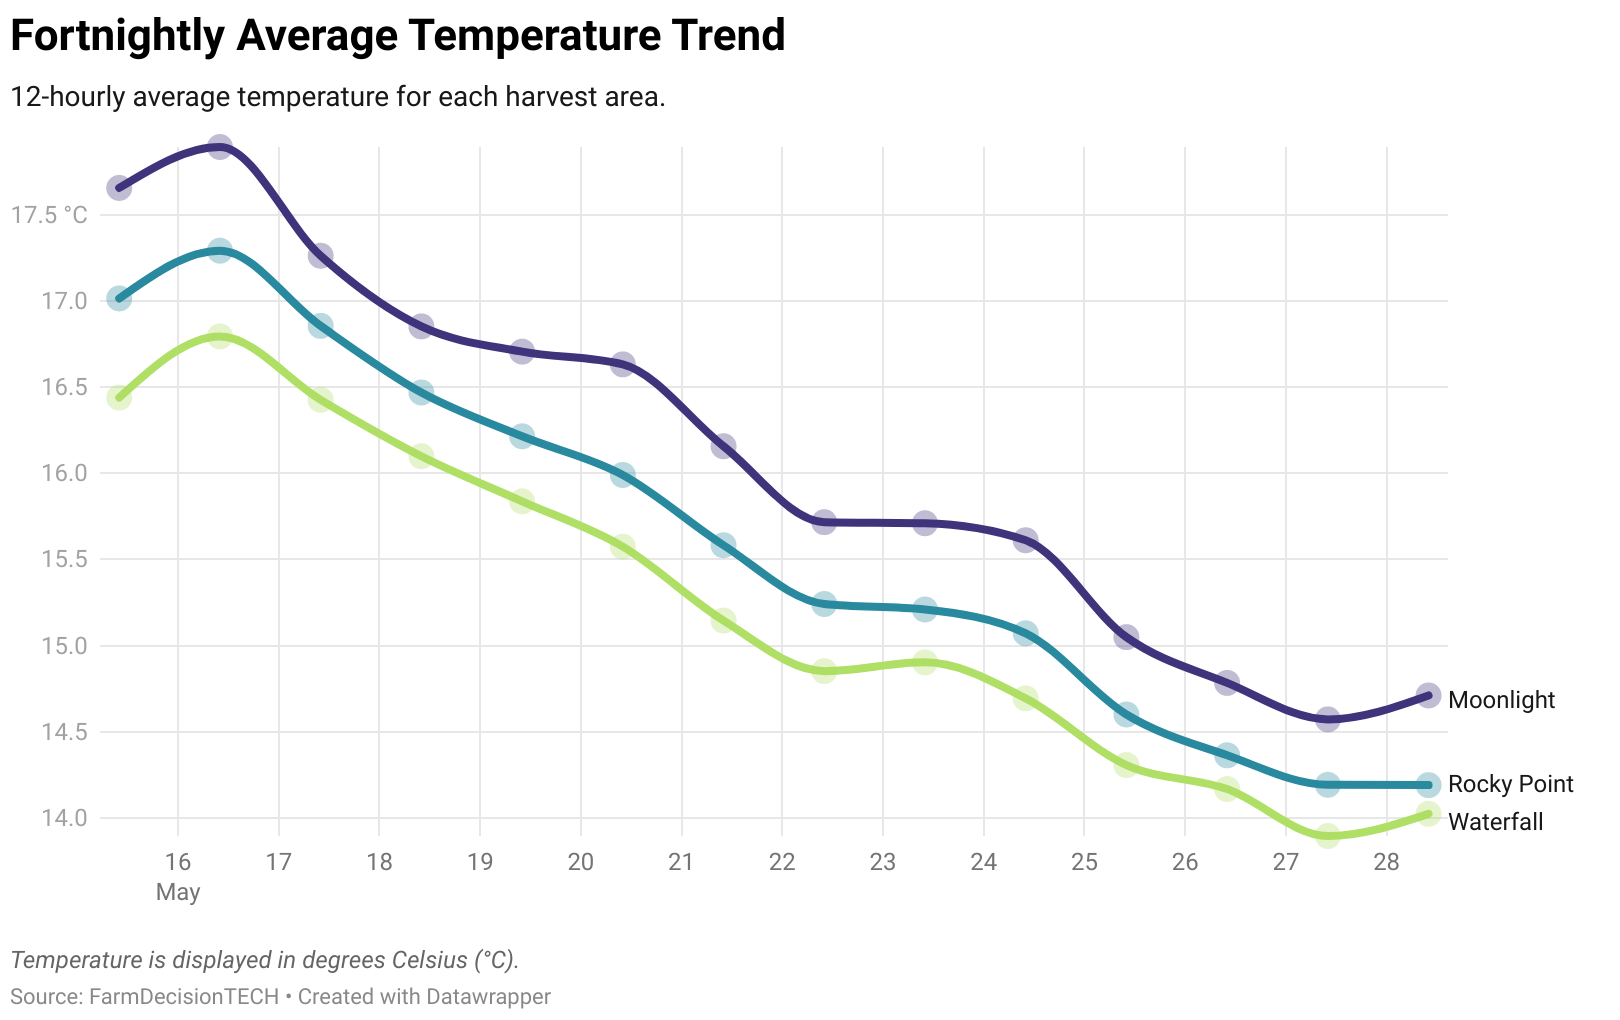 Fortnightly Average Temperature Trend
12-hourly average temperature for each harvest area.
17.5 °C
17.0
16.5
16.0
15.5
15.0
14.5
14.0
Moonlight
Rocky Point
Waterfall
16 17 18 19 20 21 22 23 24 25 26 27 28
May
Temperature is displayed in degrees Celsius (°C).
Source: FarmDecisionTECH • Created with Datawrapper